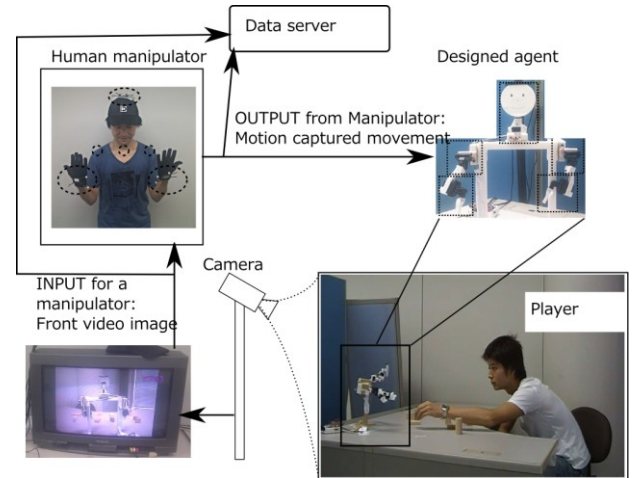 Data server
Human manipulator
Designed agent
OUTPUT from Manipulator:
Motion captured movement
Camera
INPUT for a
manipulator:
Front video image
Player